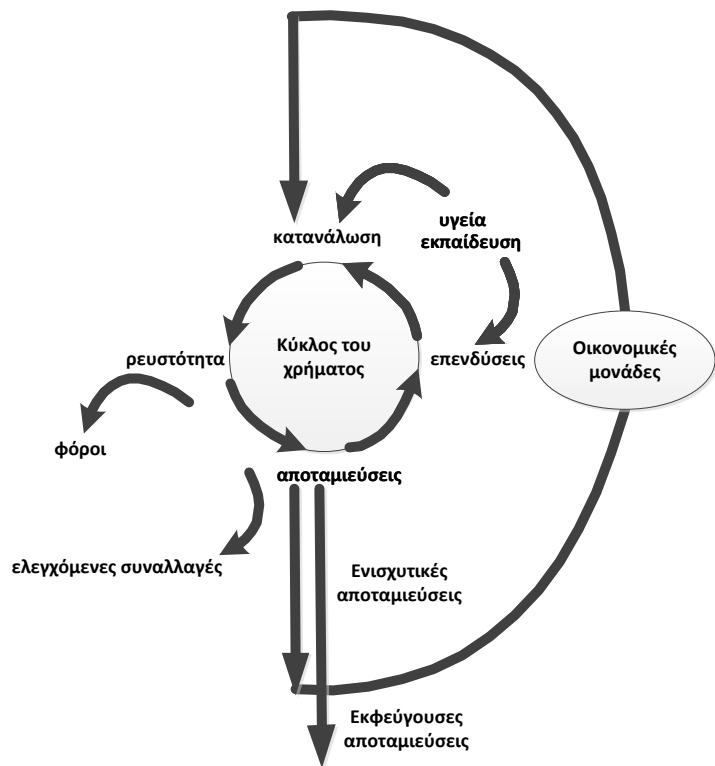 υγεία
εκπαίδευση
κατανάλωση
Κύκλος του
χρήματος
ρευστότητα
επενδύσεις
Οικονομικές
μονάδες
φόροι
αποταμιεύσεις
ελεγχόμενες συναλλαγές
Ενισχυτικές
αποταμιεύσεις
Εκφεύγουσες
αποταμιεύσεις